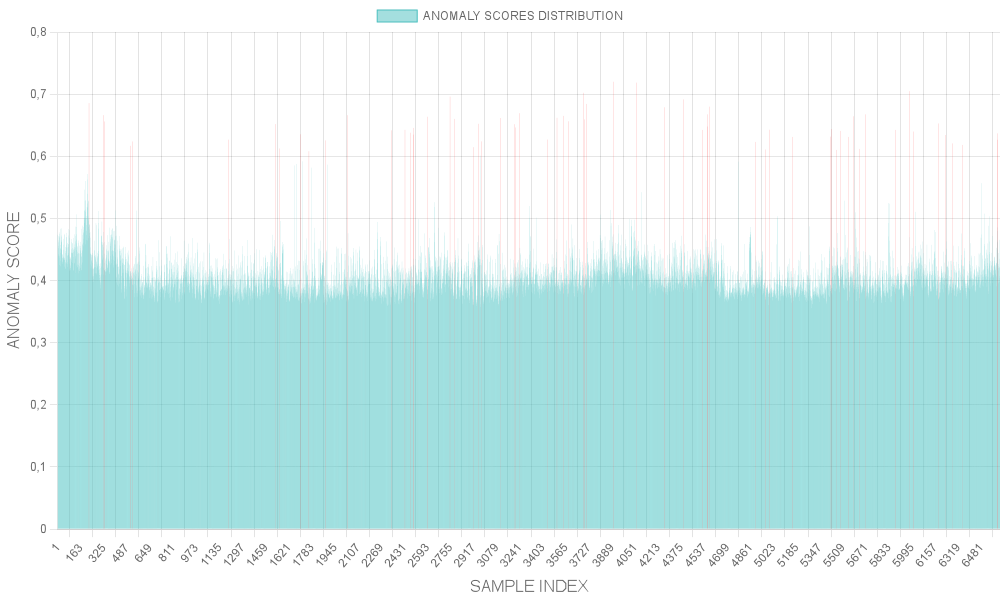 ANOMALY SCORES DISTRIBUTION
0,8
0,7
0,6
0,5
0,4
0,3
0,2
0,1
0
ANOMALY SCORE
1 163 325 487 649 811 973 1135 1297 1459 1621 1783 1945 2107 2269 2431 2593 2755 2917 3079 3241 3403 3565 3727 3889 4051 4213 4375 4537 4699 4861 5023 5185 5347 5509 5671 5833 5995 6157 6319 6481
SAMPLE INDEX